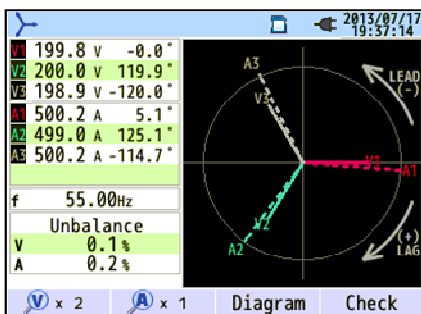 2013/07/17
19:37:14
V1 199.8 V -0.0°
V2 200.0 V 119.9°
V3 198.9 V -120.0°
A1 500.2 A 5.1°
A2 499.0 A 125.1°
A3 500.2 A -114.7°
f 55.00Hz
Unbalance
V 0.1%
A 0.2%
A3
V3
V1
A1
V2
A2
LEAD
(-)
(+)
LAG
V x 2 A x 1 Diagram Check